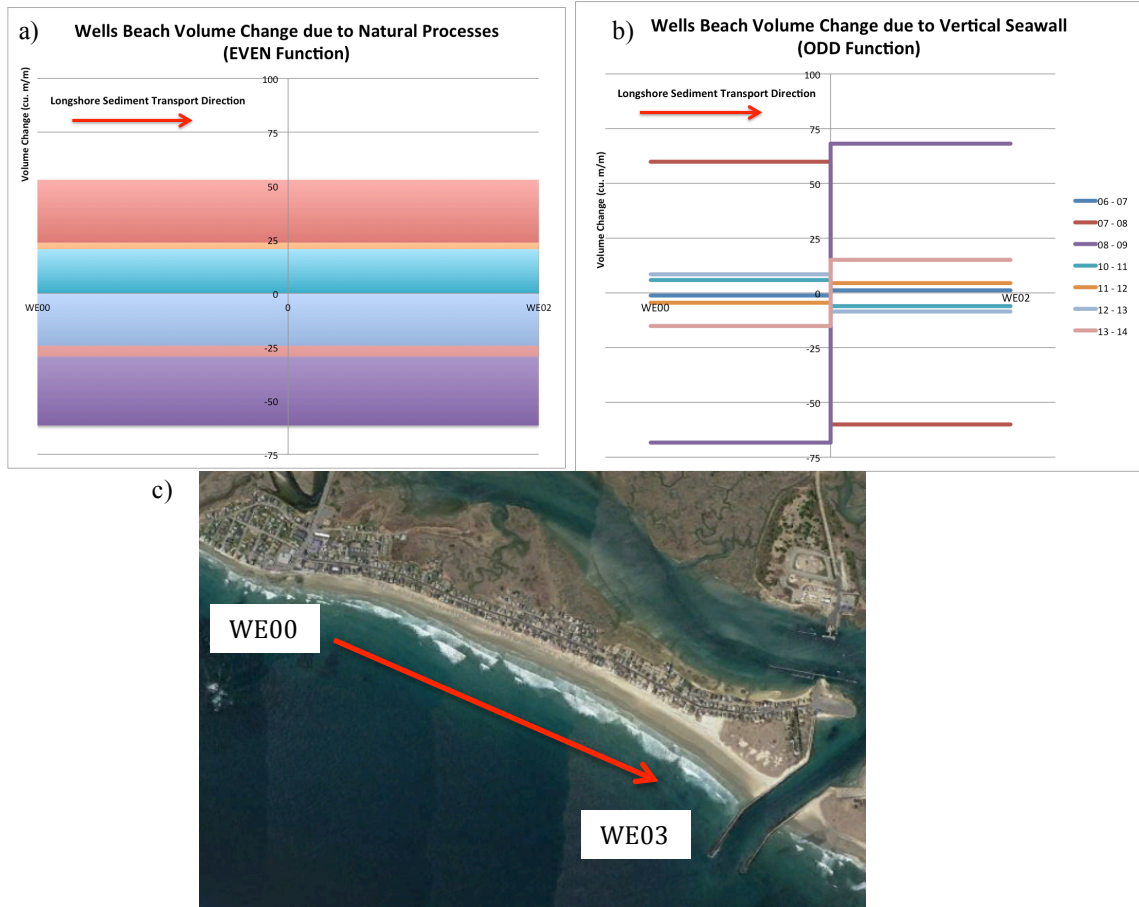 a)
Wells Beach Volume Change due to Natural Processes
(EVEN Function)
Volume Change (cu. m/m)
Longshore Sediment Transport Direction
100
75
50
25
0
WE00
0
WE02
-25
-50
-75
b)
Wells Beach Volume Change due to Vertical Seawall
(ODD Function)
Volume Change (cu. m/m)
Longshore Sediment Transport Direction
100
75
50
25
0
WE00
WE02
-25
-50
-75
06 - 07
07 - 08
08 - 09
10 - 11
11 - 12
12 - 13
13 - 14
c)
WE00
WE03